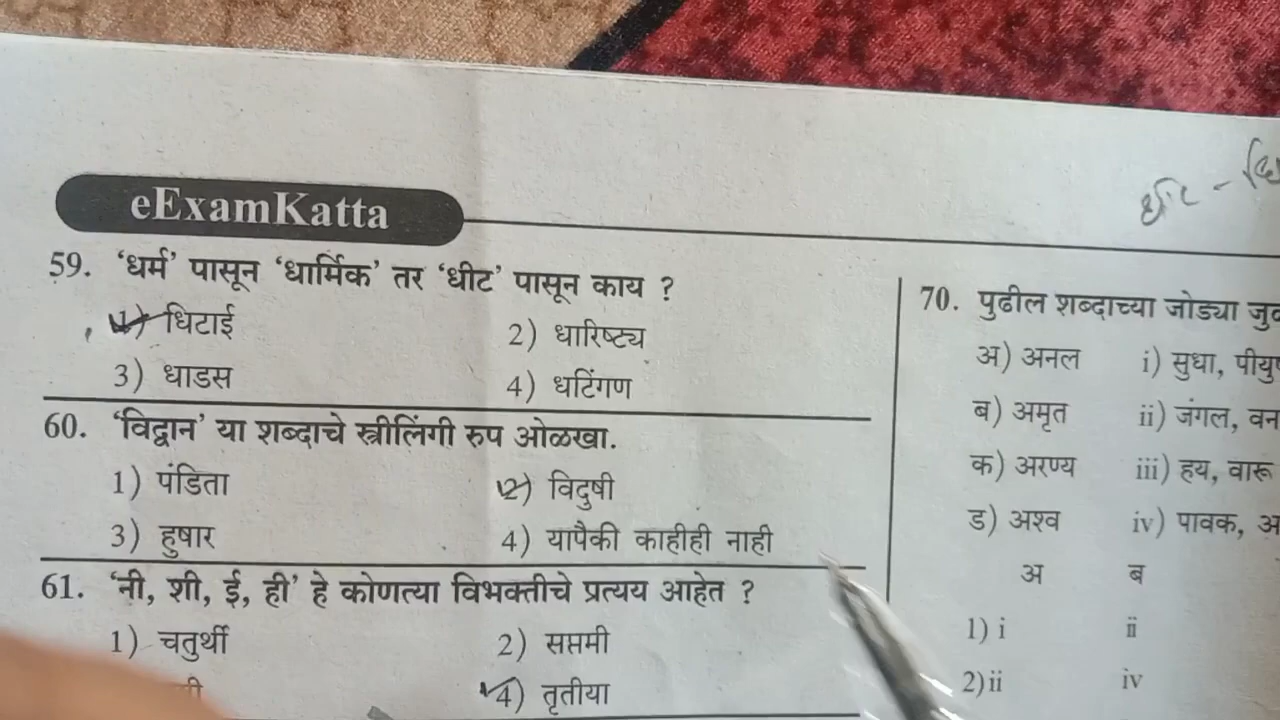 eExamKatta
59. 'धर्म' पासून 'धार्मिक' तर 'धीट' पासून काय ?
1) धिटाई 2) धारिष्ट्य
3) धाडस 4) धटिंगण
60. 'विद्वान' या शब्दाचे स्त्रीलिंगी रुप ओळखा.
1) पंडिता 2) विदुषी
3) हुषार 4) यापैकी काहीही नाही
61. 'नी, शी, ई, ही' हे कोणत्या विभक्तीचे प्रत्यय आहेत ?
1) चतुर्थी 2) सप्तमी
4) तृतीया
70. पुढील शब्दाच्या जोड्या
अ) अनल i) सुधा,
ब) अमृत ii) जंगल, वन
क) अरण्य iii) हय, वारू
ड) अश्व iv) पावक,
अ ब
1) i ii
2) ii iv